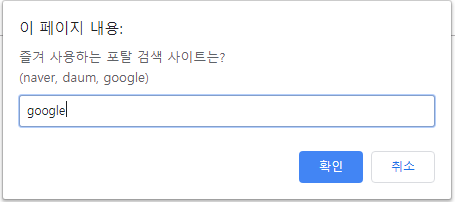 이 페이지 내용:
즐겨 사용하는 포탈 검색 사이트는?
(naver, daum, google)
google
확인
취소